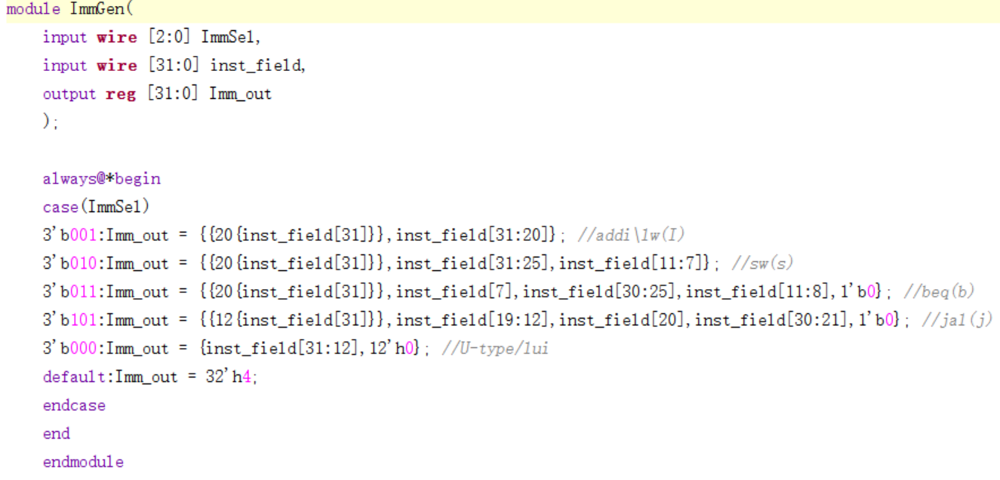 module ImmGen(
    input wire [2:0] ImmSel,
    input wire [31:0] inst_field,
    output reg [31:0] Imm_out
    );

    always@*begin
    case(ImmSel)
    3'b001:Imm_out = {{20{inst_field[31]}},inst_field[31:20]}; //addi\lw(I)
    3'b010:Imm_out = {{20{inst_field[31]}},inst_field[31:25],inst_field[11:7]}; //sw(s)
    3'b011:Imm_out = {{20{inst_field[31]}},inst_field[7],inst_field[30:25],inst_field[11:8],1'b0}; //beq(b)
    3'b101:Imm_out = {{12{inst_field[31]}},inst_field[19:12],inst_field[20],inst_field[30:21],1'b0}; //jal(j)
    3'b000:Imm_out = {inst_field[31:12],12'h0}; //U-type/lui
    default:Imm_out = 32'h4;
    endcase
    end
    endmodule